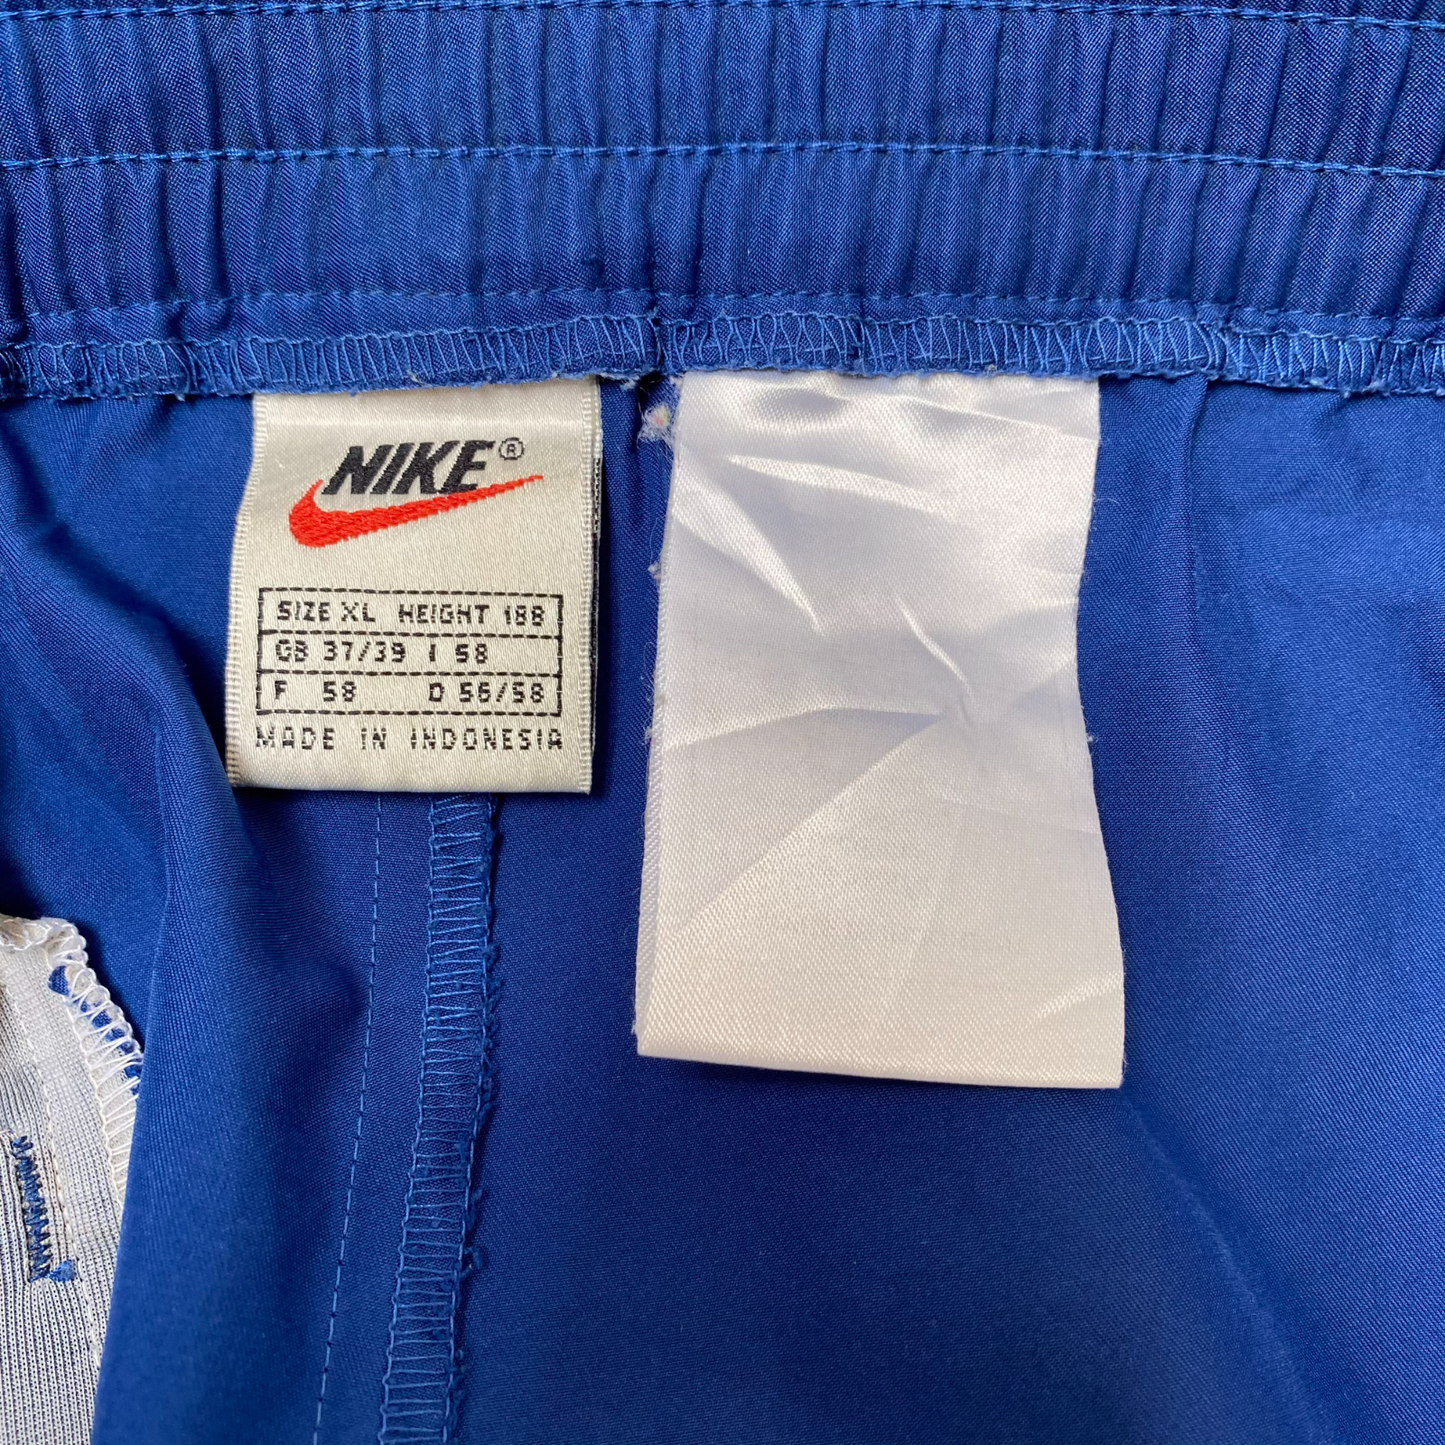 NIKE®
SIZE XL HEIGHT 188
GB 37/39 I 58
F 58 D 56/58
MADE IN INDONESIA